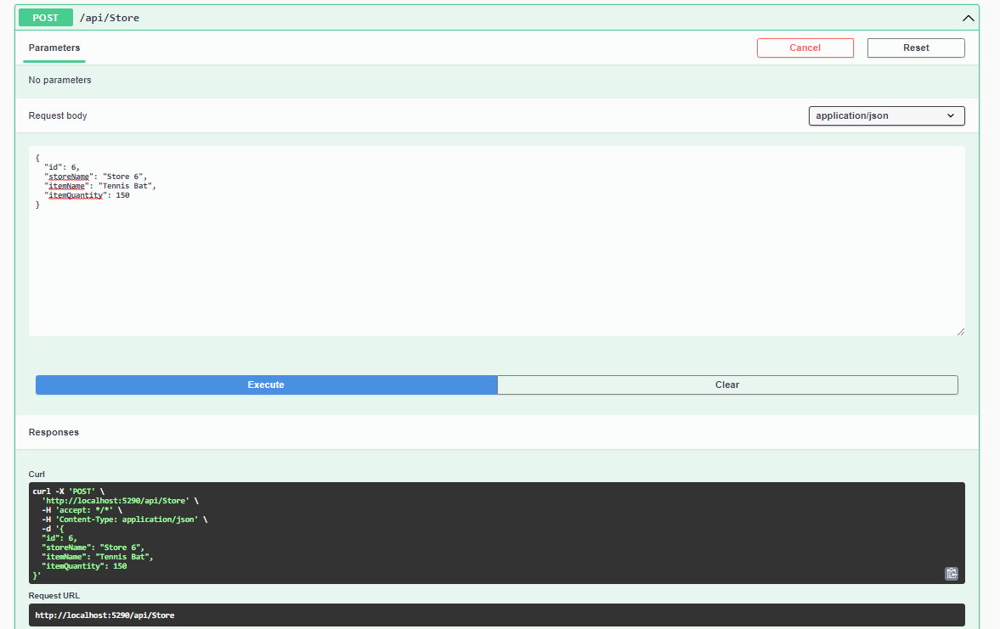 POST /api/Store
Parameters Cancel Reset
No parameters
Request body application/json
{
  "id": 6,
  "storeName": "Store 6",
  "itemName": "Tennis Bat",
  "itemQuantity": 150
}
Execute Clear
Responses
Curl
curl -X 'POST' \
  'http://localhost:5290/api/Store' \
  -H 'accept: */*' \
  -H 'Content-Type: application/json' \
  -d '{
  "id": 6,
  "storeName": "Store 6",
  "itemName": "Tennis Bat",
  "itemQuantity": 150
}'
Request URL
http://localhost:5290/api/Store